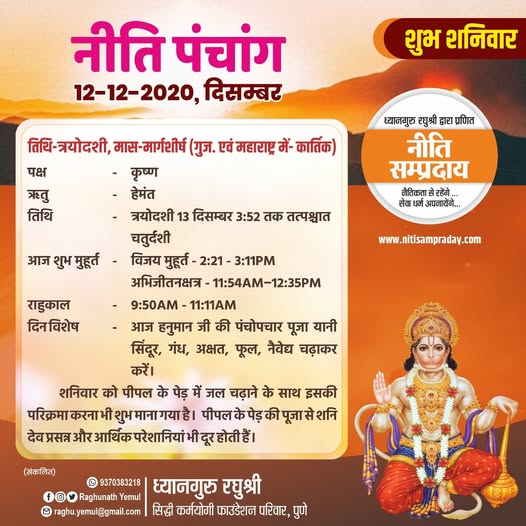 नीति पंचांग
12-12-2020, दिसम्बर
शुभ शनिवार
ध्यानगुरु रघुश्री द्वारा प्रणित
नीति
सम्प्रदाय
नैतिकता से रहेंगे ...
सेवा धर्म अपनायेंगे...
www.nitisampraday.com
तिथि-त्रयोदशी, मास-मार्गशीर्ष (गुज. एवं महाराष्ट्र में- कार्तिक)
पक्ष - कृष्ण
ऋतु - हेमंत
तिथि - त्रयोदशी 13 दिसम्बर 3:52 तक तत्पश्चात
चतुर्दशी
आज शुभ मुहूर्त - विजय मुहूर्त - 2:21 - 3:11PM
अभिजीतनक्षत्र - 11:54AM–12:35PM
राहुकाल - 9:50AM - 11:11AM
दिन विशेष - आज हनुमान जी की पंचोपचार पूजा यानी
सिंदूर, गंध, अक्षत, फूल, नैवेद्य चढ़ाकर
करें।
शनिवार को पीपल के पेड़ में जल चढ़ाने के साथ इसकी
परिक्रमा करना भी शुभ माना गया है। पीपल के पेड़ की पूजा से शनि
देव प्रसन्न और आर्थिक परेशानियां भी दूर होती हैं।
(संकलित)
9370383218
Raghunath Yemul
raghu.yemul@gmail.com
ध्यानगुरु रघुश्री
सिद्धी कर्मयोगी फाउंडेशन परिवार, पुणे